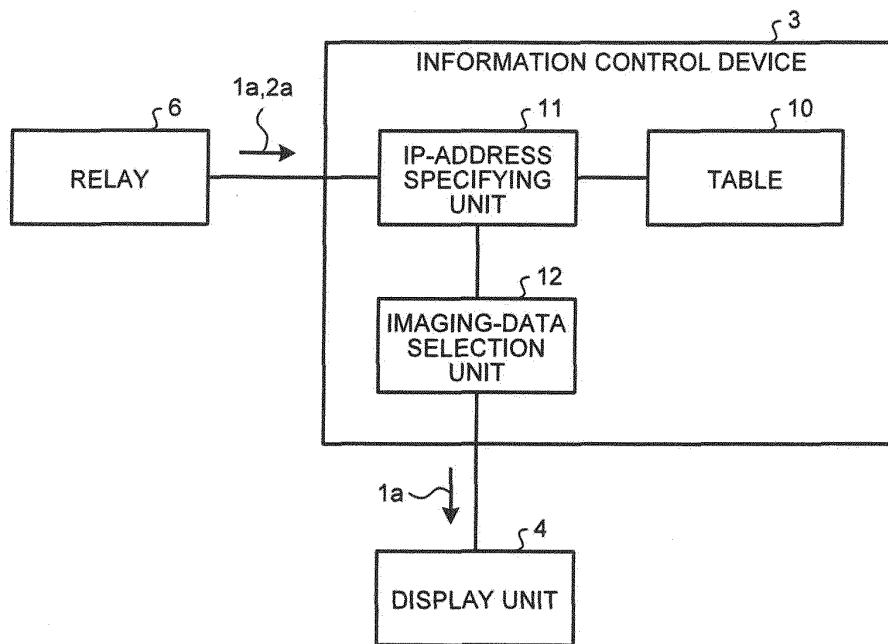 3
INFORMATION CONTROL DEVICE
1a,2a
6
RELAY
11
IP-ADDRESS
SPECIFYING
UNIT
10
TABLE
12
IMAGING-DATA
SELECTION
UNIT
1a
4
DISPLAY UNIT